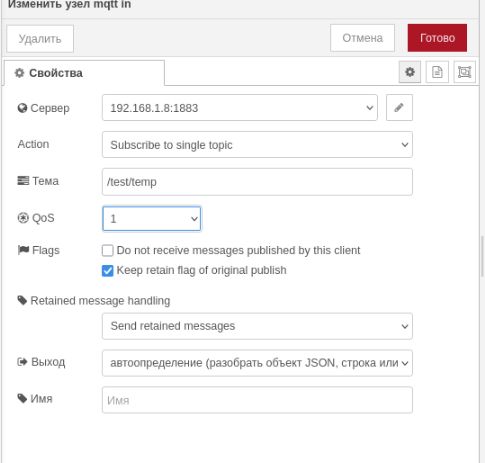 Изменить узел mqtt in
Удалить
Отмена
Готово
Свойства
Сервер
192.168.1.8:1883
Action
Subscribe to single topic
Тема
/test/temp
QoS
1
Flags
Do not receive messages published by this client
Keep retain flag of original publish
Retained message handling
Send retained messages
Выход
автоопределение (разобрать объект JSON, строка или
Имя
Имя